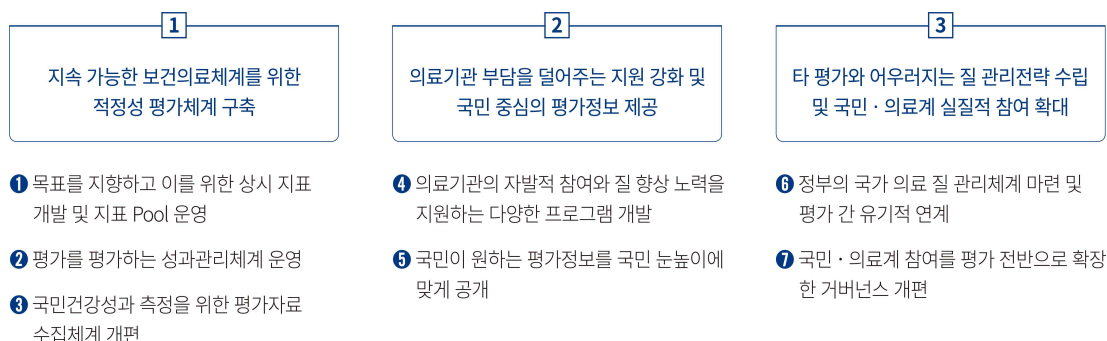 1
지속 가능한 보건의료체계를 위한
적정성 평가체계 구축
❶ 목표를 지향하고 이를 위한 상시 지표
개발 및 지표 Pool 운영
❷ 평가를 평가하는 성과관리체계 운영
❸ 국민건강성과 측정을 위한 평가자료
수집체계 개편
2
의료기관 부담을 덜어주는 지원 강화 및
국민 중심의 평가정보 제공
❹ 의료기관의 자발적 참여와 질 향상 노력을
지원하는 다양한 프로그램 개발
❺ 국민이 원하는 평가정보를 국민 눈높이에
맞게 공개
3
타 평가와 어우러지는 질 관리전략 수립
및 국민 · 의료계 실질적 참여 확대
❻ 정부의 국가 의료 질 관리체계 마련 및
평가 간 유기적 연계
❼ 국민 · 의료계 참여를 평가 전반으로 확장
한 거버넌스 개편